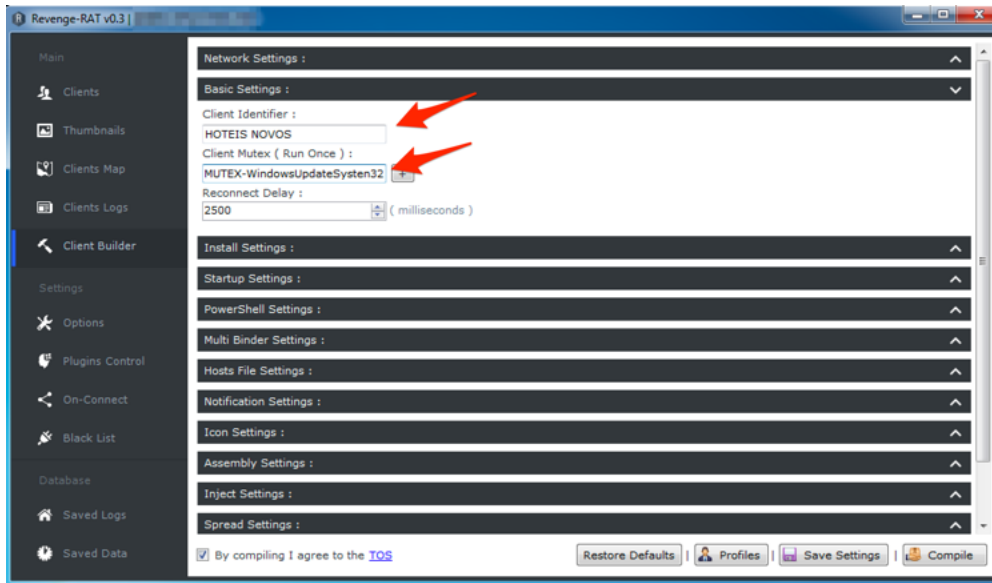 Revenge-RAT v0.3 |
Main
Clients
Thumbnails
Clients Map
Clients Logs
Client Builder
Settings
Options
Plugins Control
On-Connect
Black List
Database
Saved Logs
Saved Data
Network Settings :
Basic Settings :
Client Identifier :
HOTEIS NOVOS
Client Mutex ( Run Once ) :
MUTEX-WindowsUpdateSysten32
+
Reconnect Delay :
2500 ( milliseconds )
Install Settings :
Startup Settings :
PowerShell Settings :
Multi Binder Settings :
Hosts File Settings :
Notification Settings :
Icon Settings :
Assembly Settings :
Inject Settings :
Spread Settings :
By compiling I agree to the TOS
Restore Defaults | Profiles | Save Settings | Compile